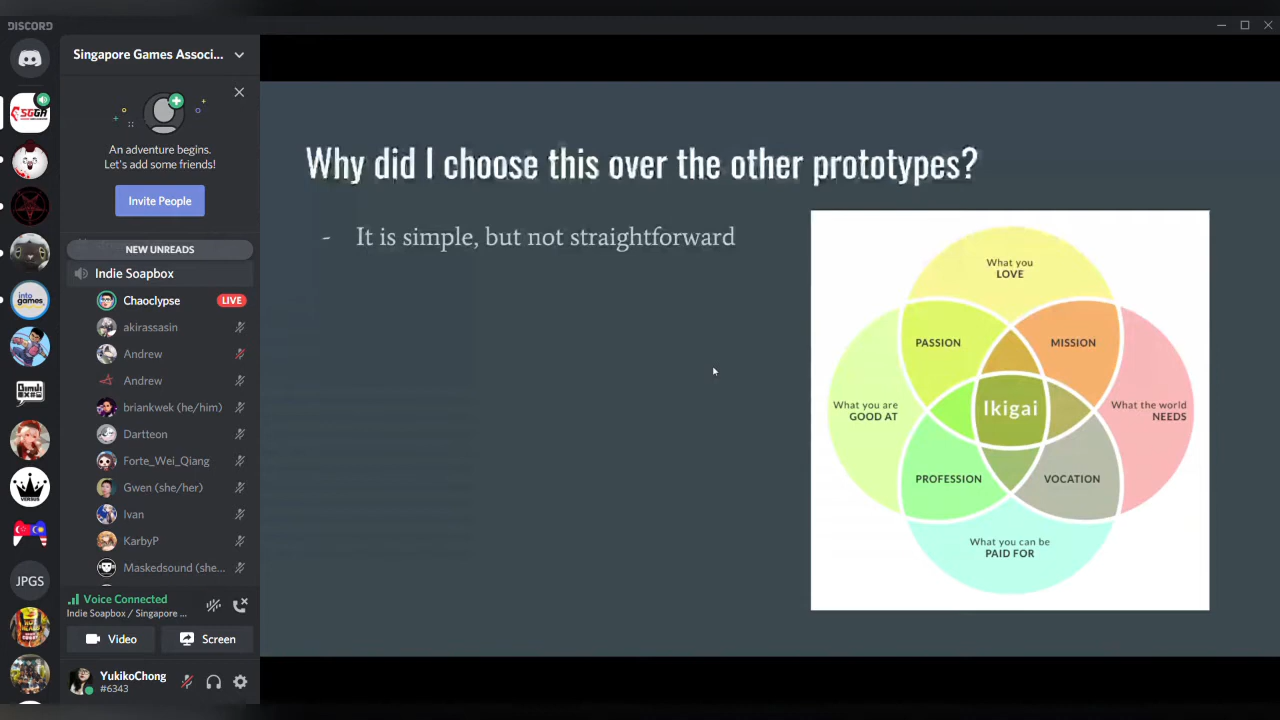 DISCORD
Singapore Games Associ...
An adventure begins.
Let's add some friends!
Invite People
NEW UNREADS
Indie Soapbox
Chaoclypse LIVE
akirassasin
Andrew
Andrew
briankwek (he/him)
Dartteon
Forte_Wei_Qiang
Gwen (she/her)
Ivan
KarbyP
Maskedsound (she...
Voice Connected
Indie Soapbox / Singapore ...
Video
Screen
YukikoChong
#6343
SGGA
into
games
VERSUS
JPGS
Why did I choose this over the other prototypes?
- It is simple, but not straightforward
What you
LOVE
PASSION
MISSION
What you are
GOOD AT
Ikigai
What the world
NEEDS
PROFESSION
VOCATION
What you can be
PAID FOR